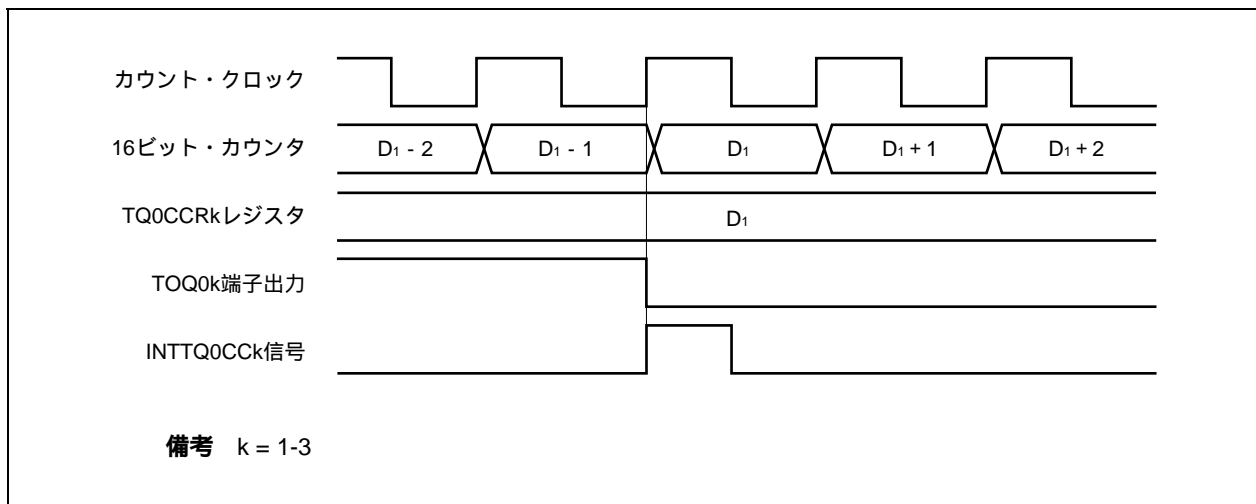 カウント・クロック
16ビット・カウンタ D1 - 2 D1 - 1 D1 D1 + 1 D1 + 2
TQ0CCRkレジスタ D1
TOQ0k端子出力
INTTQ0CCk信号
備考 k = 1-3